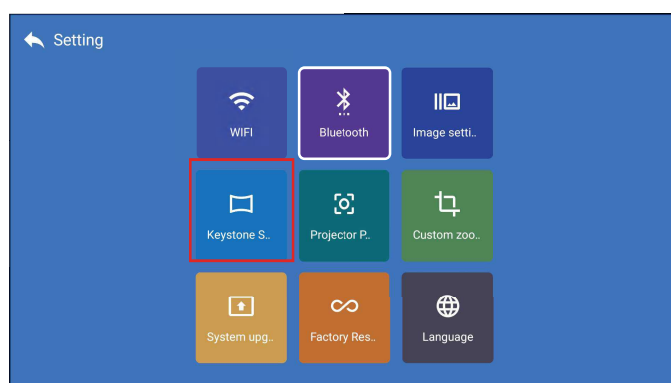 Setting
WIFI
Bluetooth
Image setti..
Keystone S..
Projector P..
Custom zoo..
System upg..
Factory Res..
Language